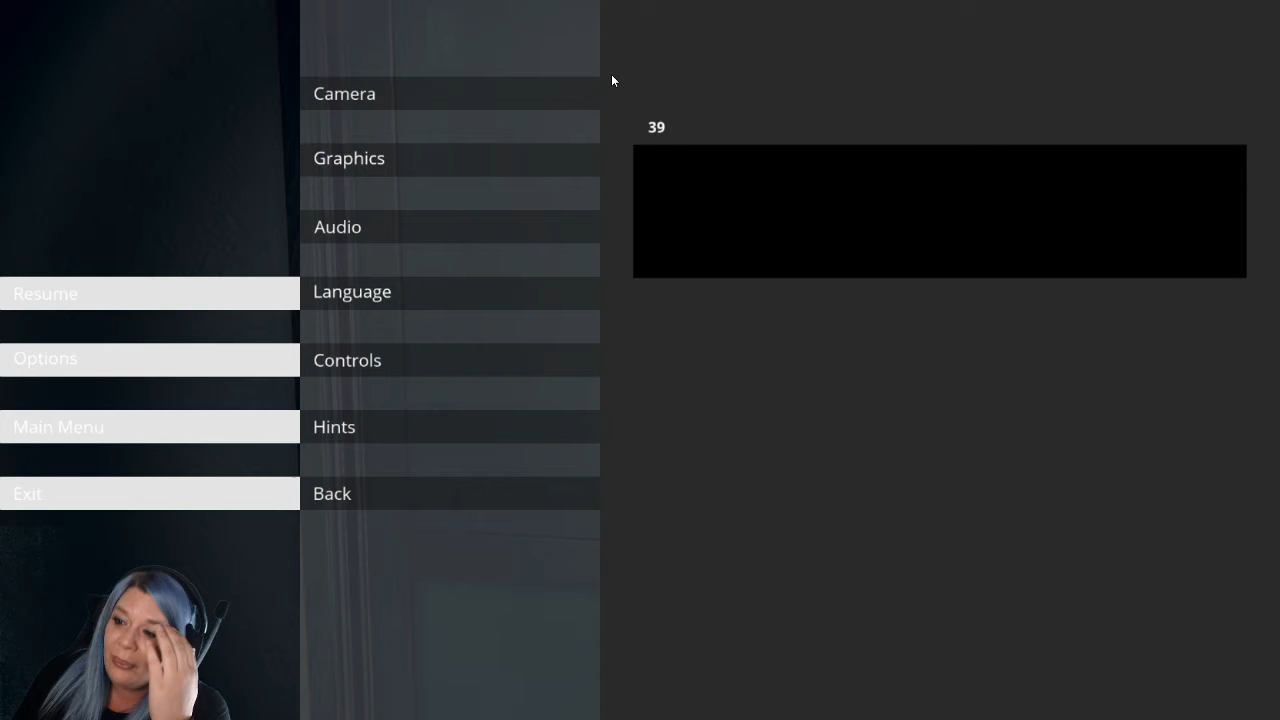 Resume
Options
Main Menu
Exit
Camera
Graphics
Audio
Language
Controls
Hints
Back
39